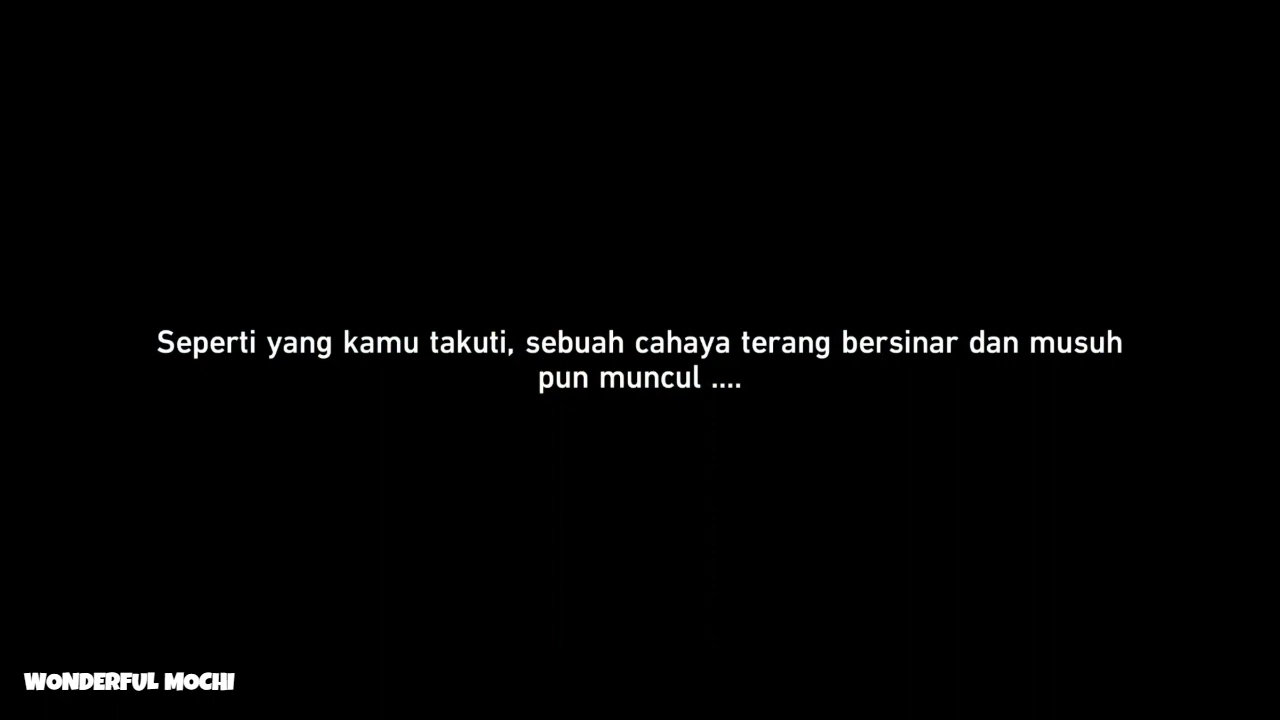 Seperti yang kamu takuti, sebuah cahaya terang bersinar dan musuh
pun muncul ....
WONDERFUL MOCHI